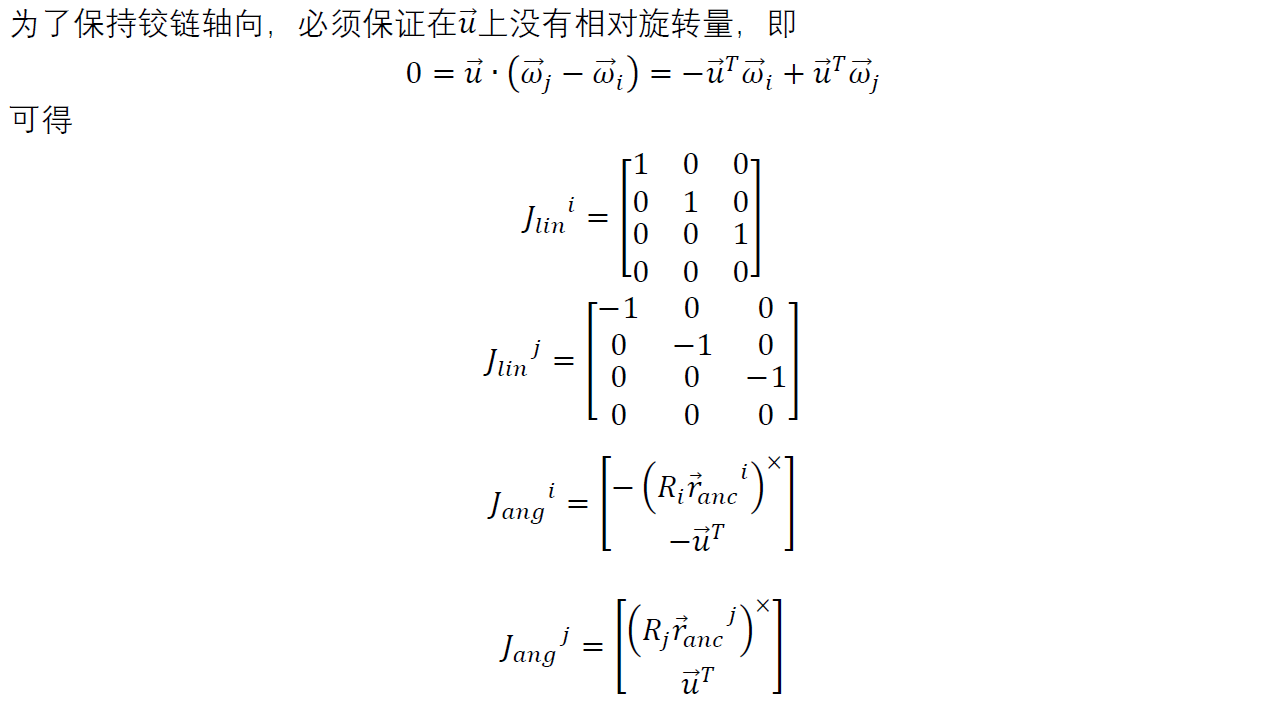 为了保持铰链轴向，必须保证在$\vec{u}$上没有相对旋转量，即
$0 = \vec{u} \cdot (\vec{\omega}_j - \vec{\omega}_i) = -\vec{u}^T \vec{\omega}_i + \vec{u}^T \vec{\omega}_j$
可得
$J_{lin}{}^i = \begin{bmatrix} 1 & 0 & 0 \\ 0 & 1 & 0 \\ 0 & 0 & 1 \\ 0 & 0 & 0 \end{bmatrix}$
$J_{lin}{}^j = \begin{bmatrix} -1 & 0 & 0 \\ 0 & -1 & 0 \\ 0 & 0 & -1 \\ 0 & 0 & 0 \end{bmatrix}$
$J_{ang}{}^i = \begin{bmatrix} -\left(R_i \vec{r}_{anc}{}^i\right)^\times \\ -\vec{u}^T \end{bmatrix}$
$J_{ang}{}^j = \begin{bmatrix} \left(R_j \vec{r}_{anc}{}^j\right)^\times \\ \vec{u}^T \end{bmatrix}$